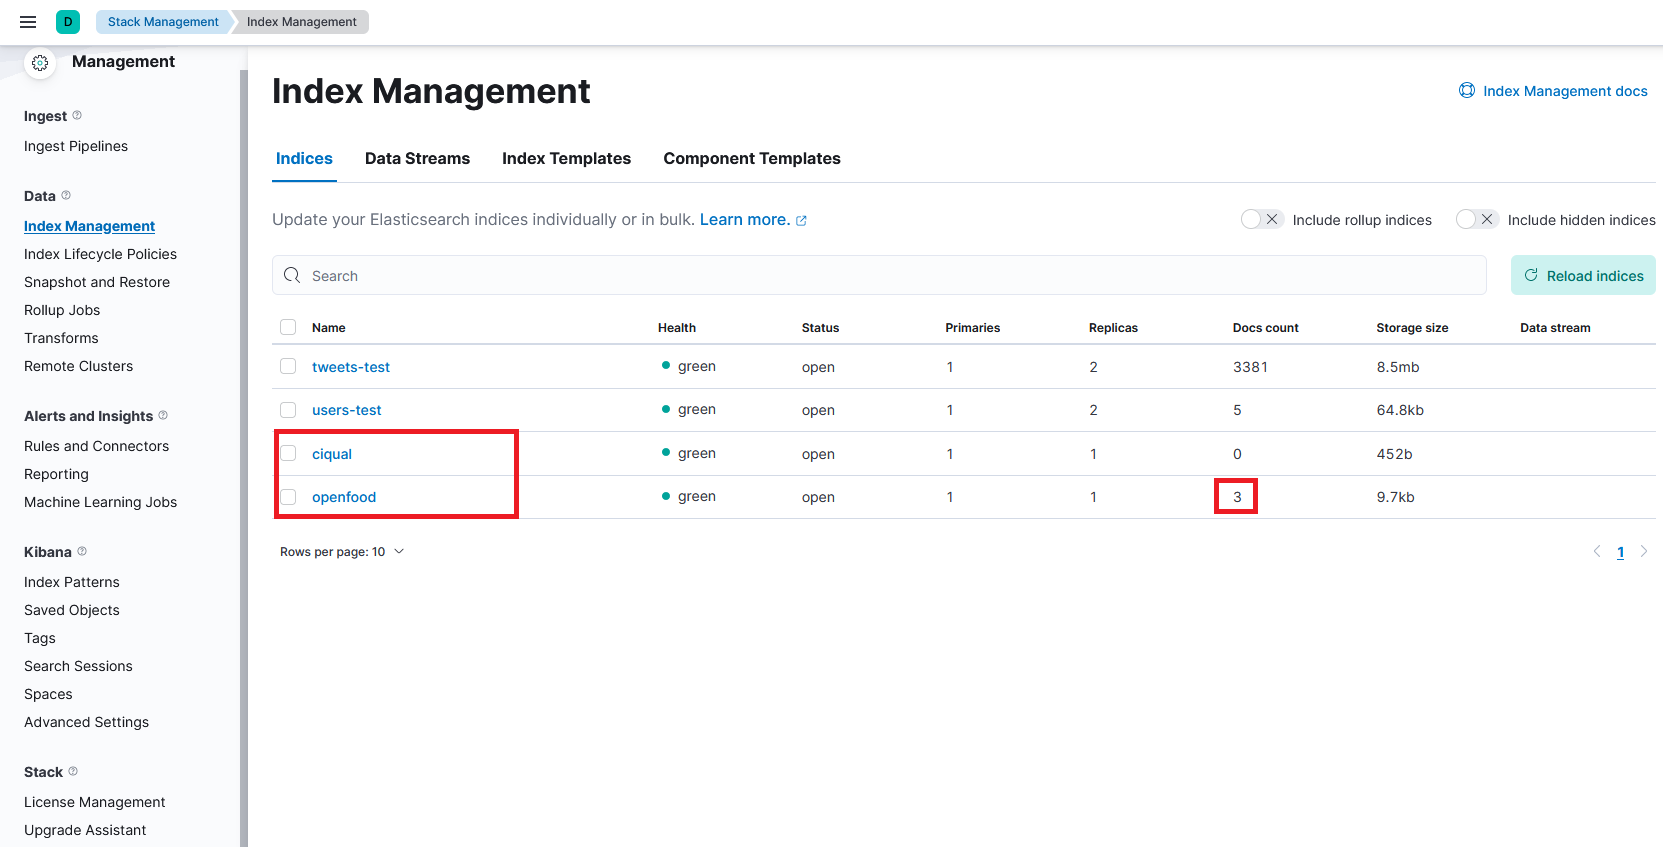 D Stack Management Index Management
Management
Ingest
Ingest Pipelines
Data
Index Management
Index Lifecycle Policies
Snapshot and Restore
Rollup Jobs
Transforms
Remote Clusters
Alerts and Insights
Rules and Connectors
Reporting
Machine Learning Jobs
Kibana
Index Patterns
Saved Objects
Tags
Search Sessions
Spaces
Advanced Settings
Stack
License Management
Upgrade Assistant
Index Management
Index Management docs
Indices Data Streams Index Templates Component Templates
Update your Elasticsearch indices individually or in bulk. Learn more.
Include rollup indices Include hidden indices
Search Reload indices
Name Health Status Primaries Replicas Docs count Storage size Data stream
tweets-test green open 1 2 3381 8.5mb
users-test green open 1 2 5 64.8kb
ciqual green open 1 1 0 452b
openfood green open 1 1 3 9.7kb
Rows per page: 10 1